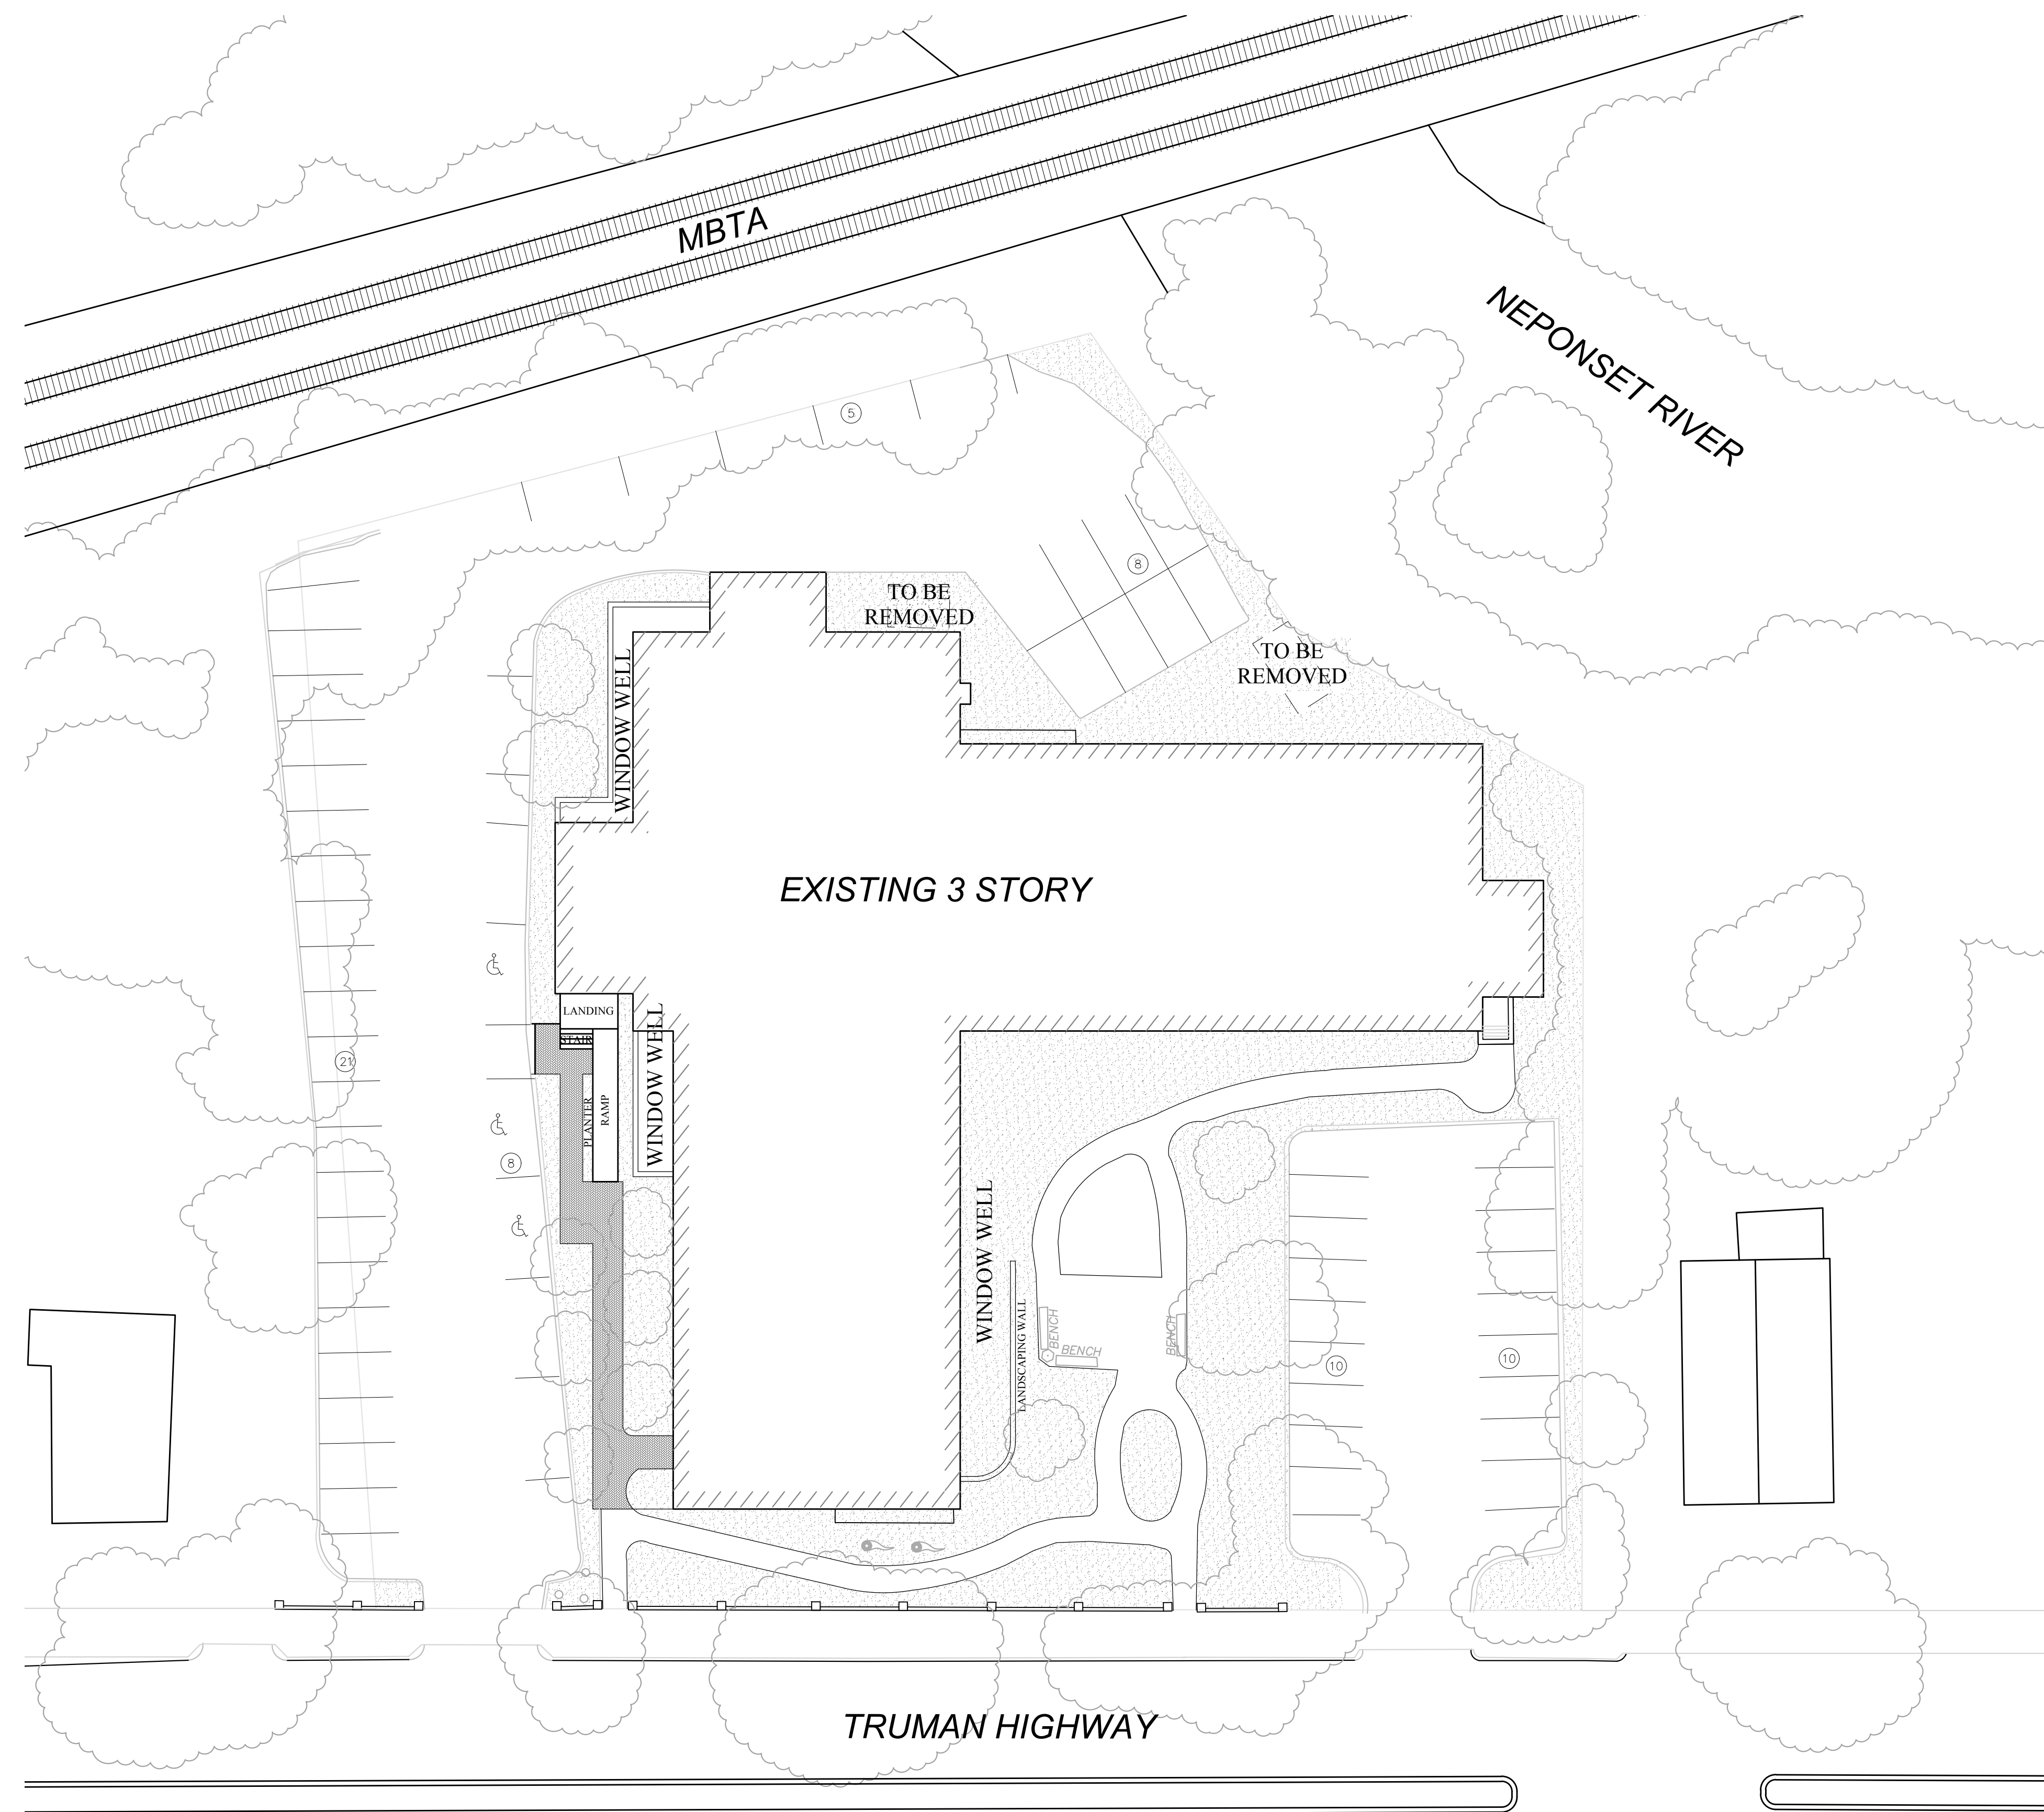 MBTA
NEPONSET RIVER
5
8
TO BE
REMOVED
TO BE
REMOVED
WINDOW WELL
EXISTING 3 STORY
LANDING
STAIR
PLANTER
RAMP
WINDOW WELL
21
8
WINDOW WELL
LANDSCAPING WALL
BENCH
BENCH
BENCH
10
10
TRUMAN HIGHWAY